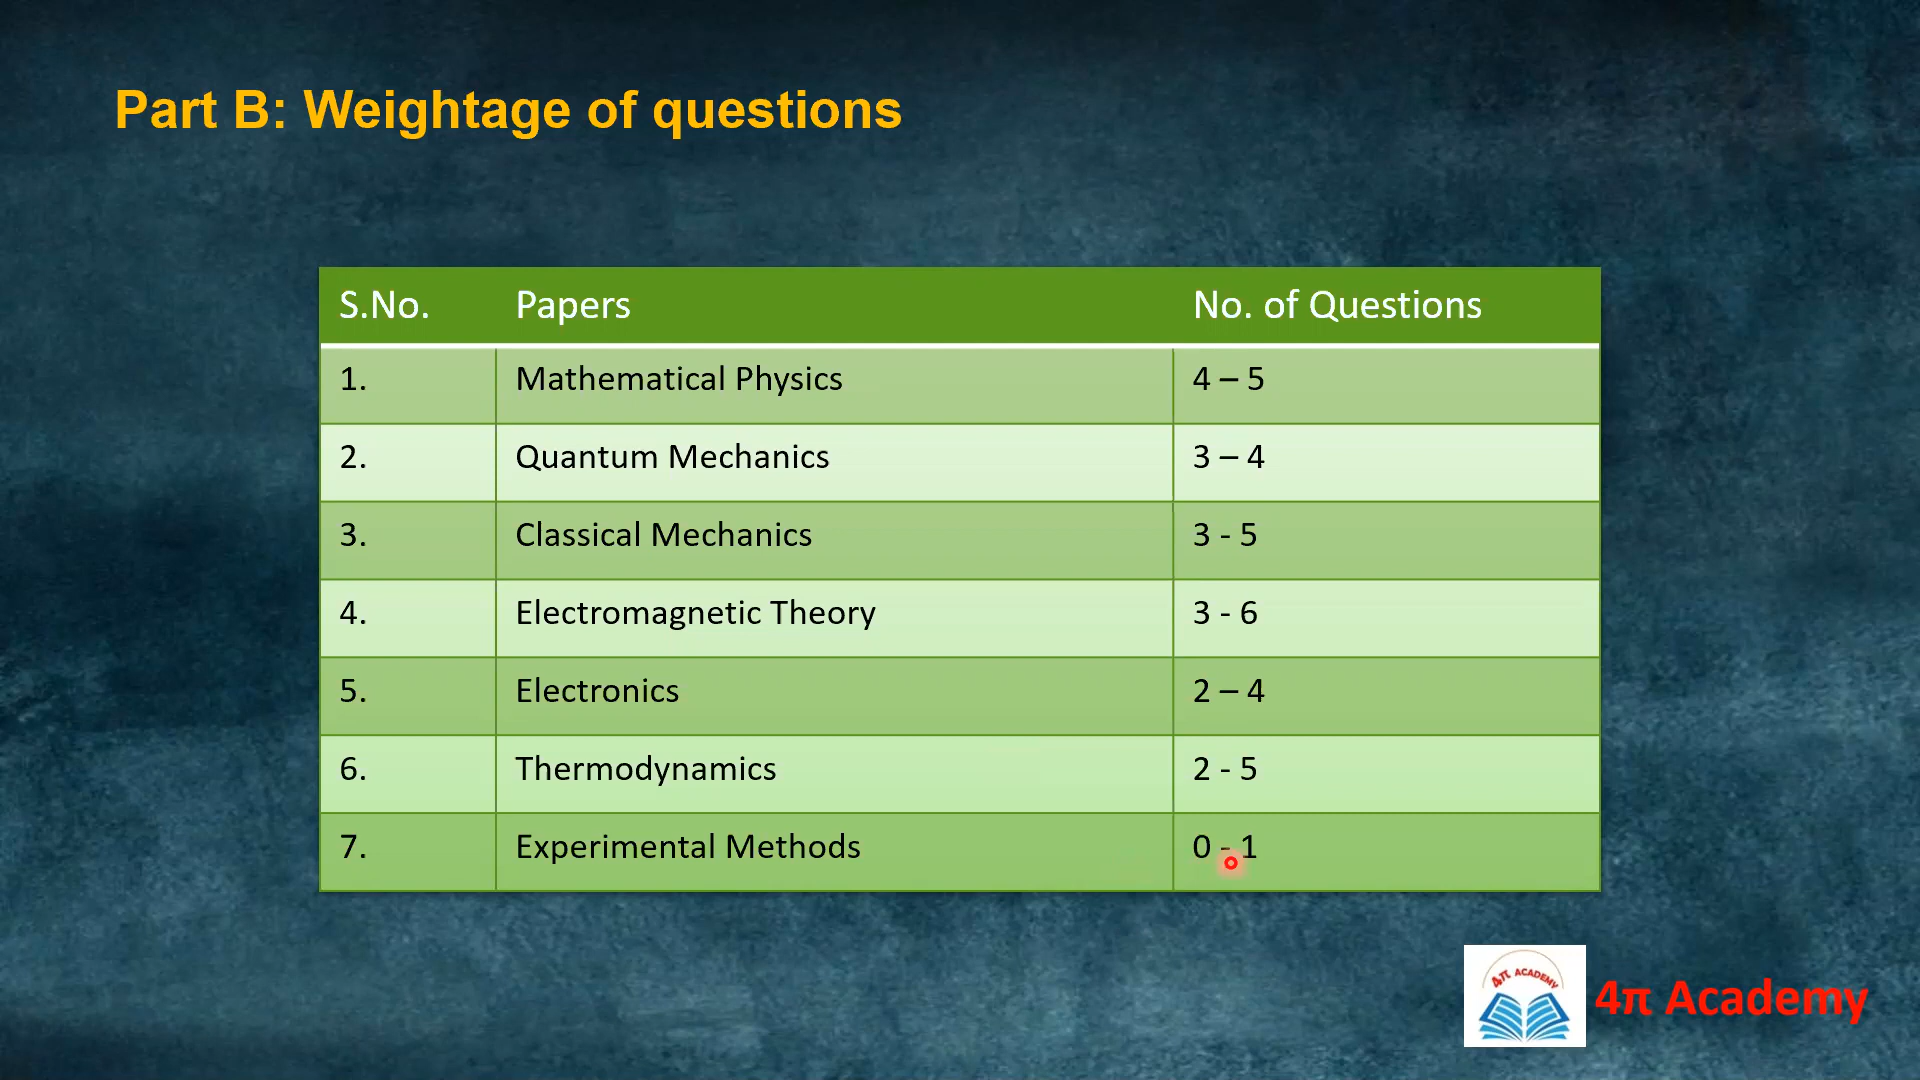 Part B: Weightage of questions
S.No. Papers No. of Questions
1. Mathematical Physics 4 – 5
2. Quantum Mechanics 3 – 4
3. Classical Mechanics 3 - 5
4. Electromagnetic Theory 3 - 6
5. Electronics 2 – 4
6. Thermodynamics 2 - 5
7. Experimental Methods 0 - 1
4π ACADEMY
4π Academy